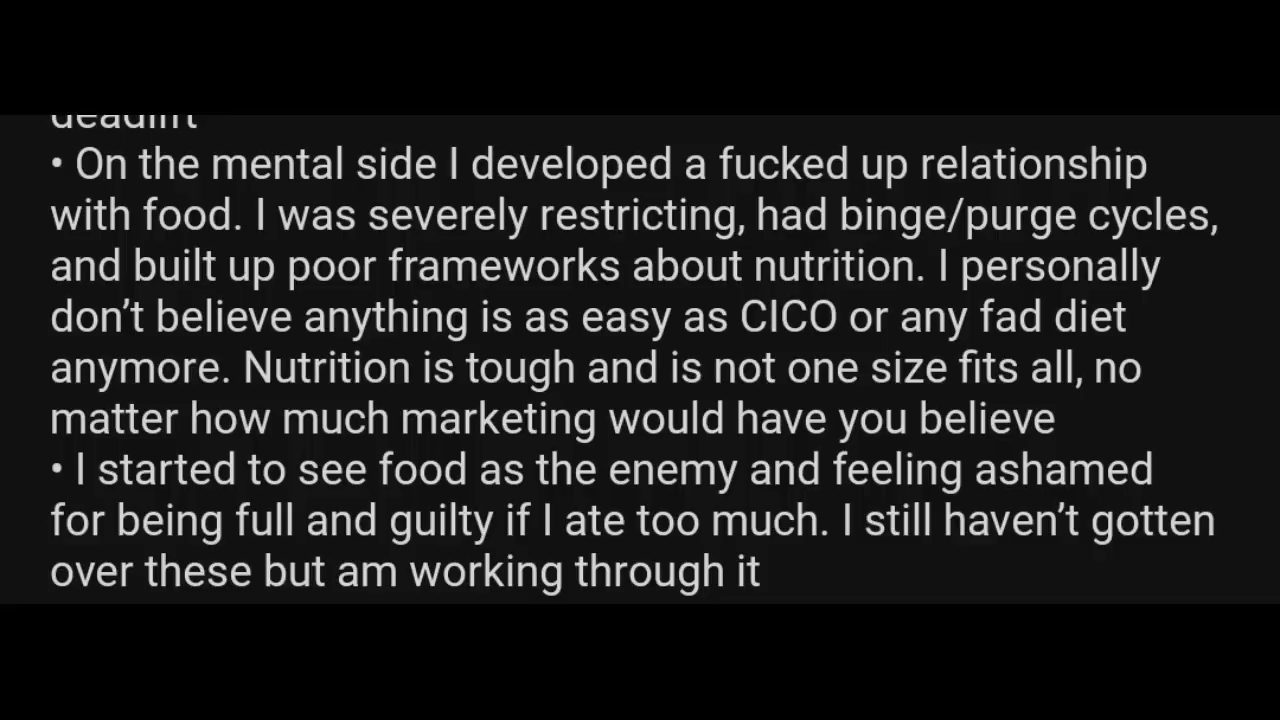 deadlift
• On the mental side I developed a fucked up relationship
with food. I was severely restricting, had binge/purge cycles,
and built up poor frameworks about nutrition. I personally
don’t believe anything is as easy as CICO or any fad diet
anymore. Nutrition is tough and is not one size fits all, no
matter how much marketing would have you believe
• I started to see food as the enemy and feeling ashamed
for being full and guilty if I ate too much. I still haven’t gotten
over these but am working through it